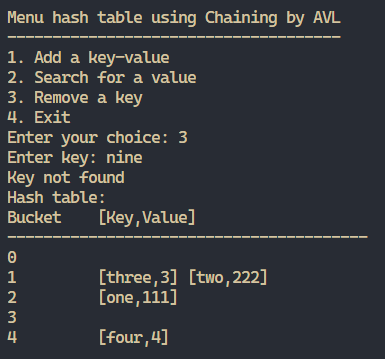 Menu hash table using Chaining by AVL
-------------------------------------
1. Add a key-value
2. Search for a value
3. Remove a key
4. Exit
Enter your choice: 3
Enter key: nine
Key not found
Hash table:
Bucket    [Key,Value]
----------------------------------------
0
1         [three,3] [two,222]
2         [one,111]
3
4         [four,4]